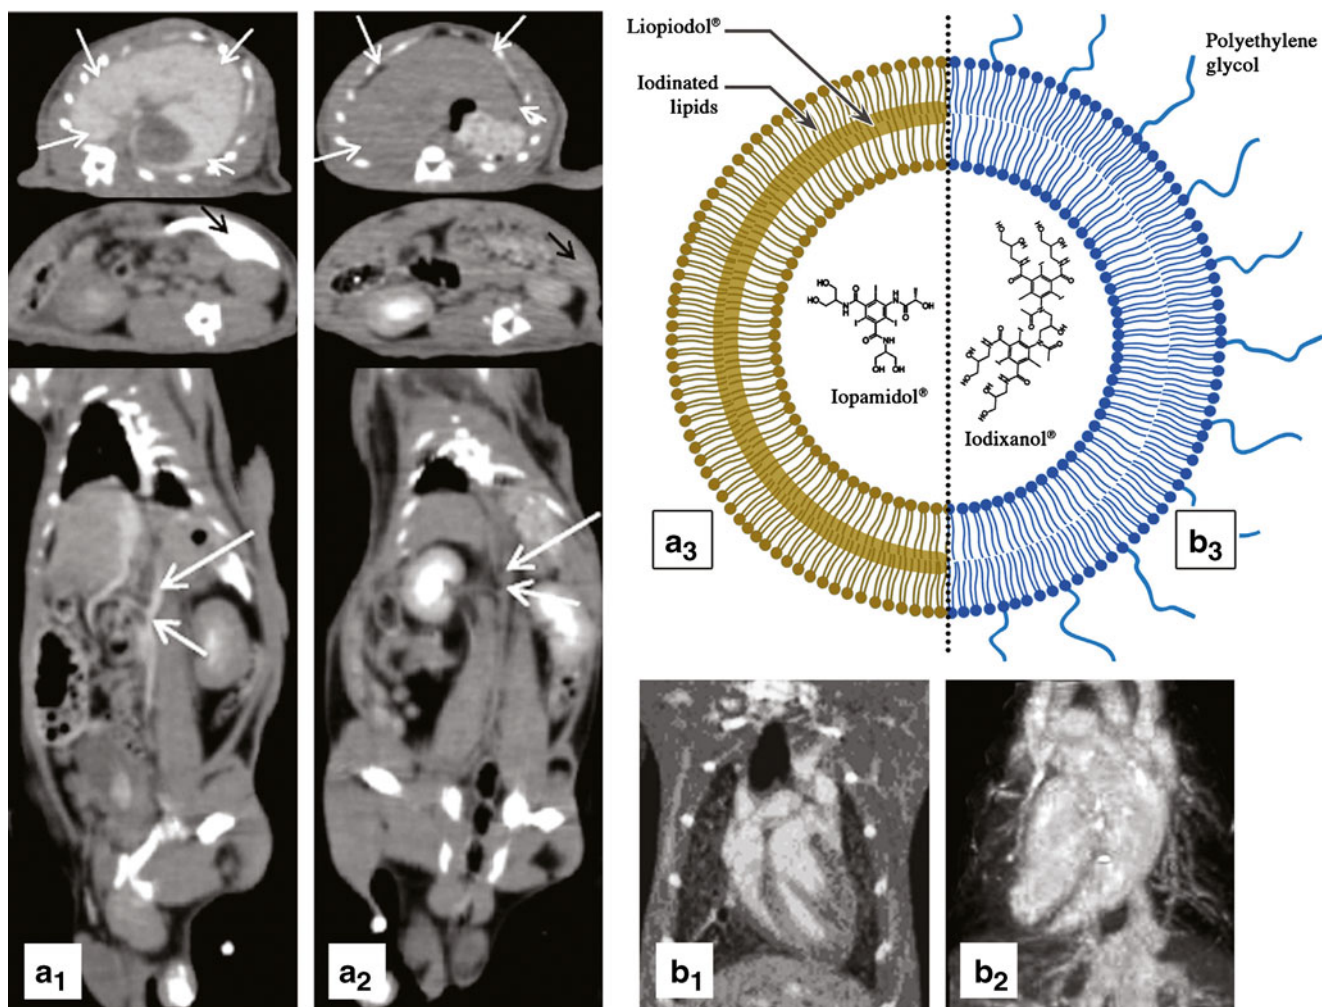 Liopiodol®
Iodinated
lipids
Polyethylene
glycol
Iopamidol®
Iodixanol®
a3
b3
a1
a2
b1
b2